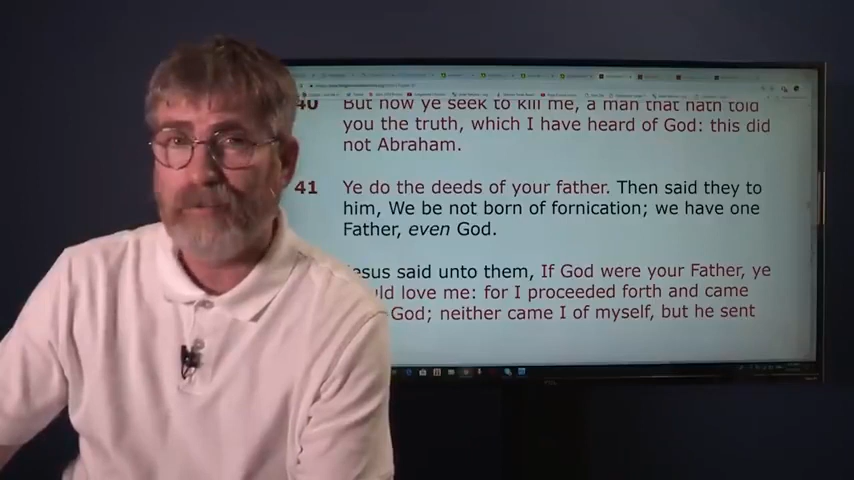 40 But now ye seek to kill me, a man that hath told
you the truth, which I have heard of God: this did
not Abraham.
41 Ye do the deeds of your father. Then said they to
him, We be not born of fornication; we have one
Father, even God.
esus said unto them, If God were your Father, ye
uld love me: for I proceeded forth and came
God; neither came I of myself, but he sent